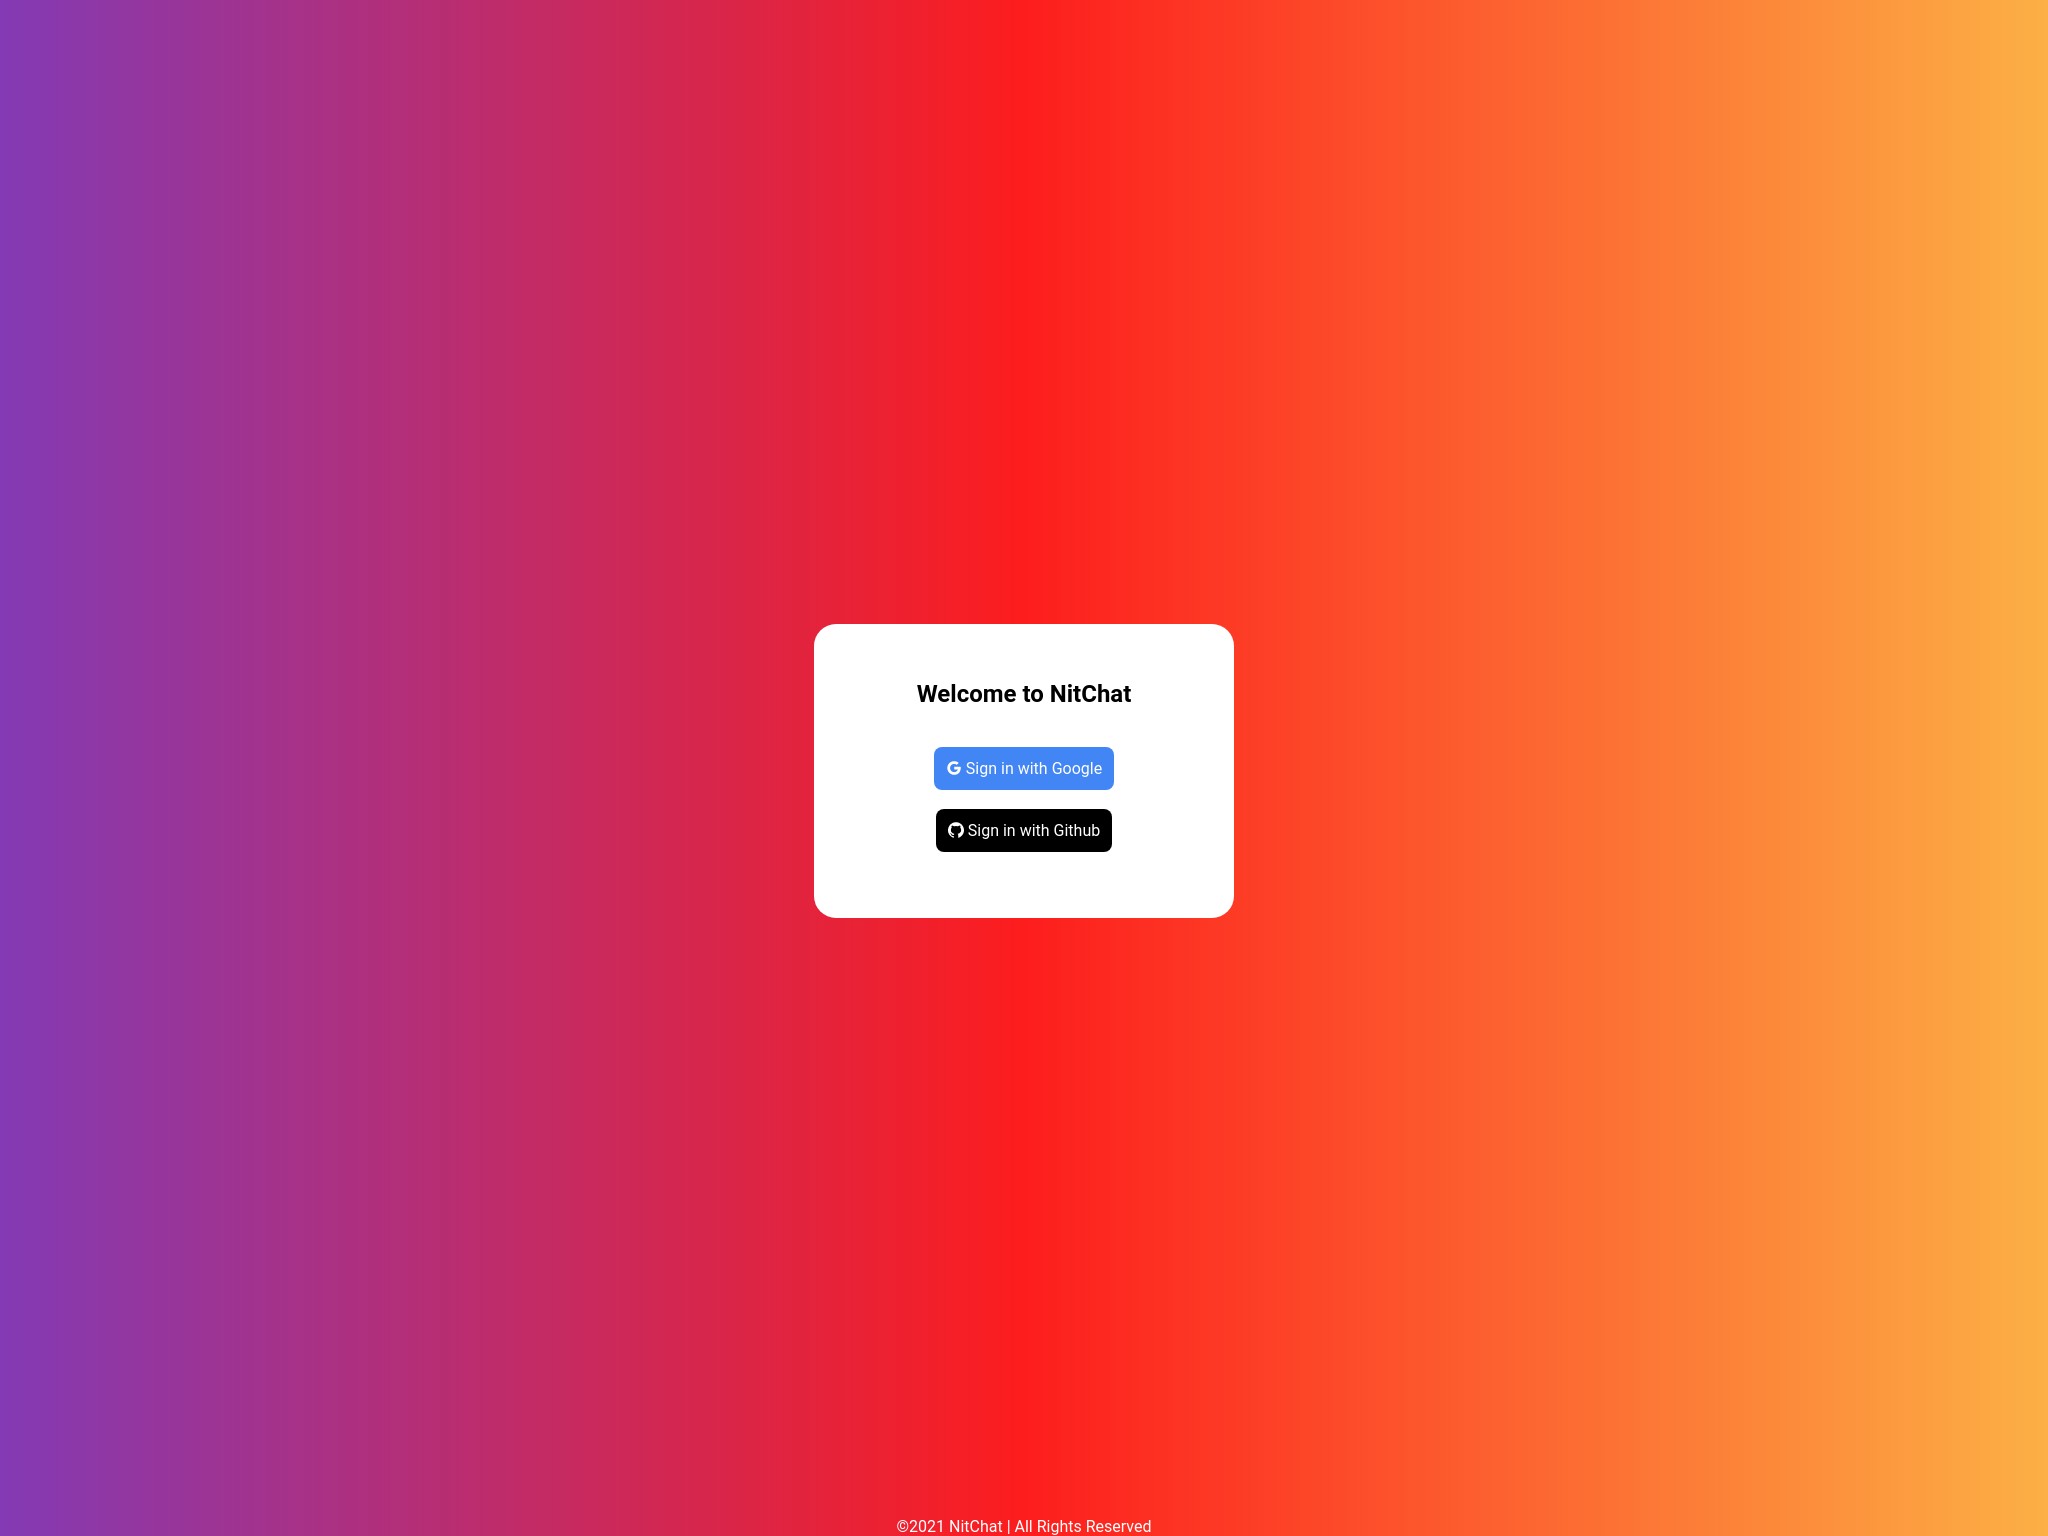 Welcome to NitChat
Sign in with Google
Sign in with Github
©2021 NitChat | All Rights Reserved